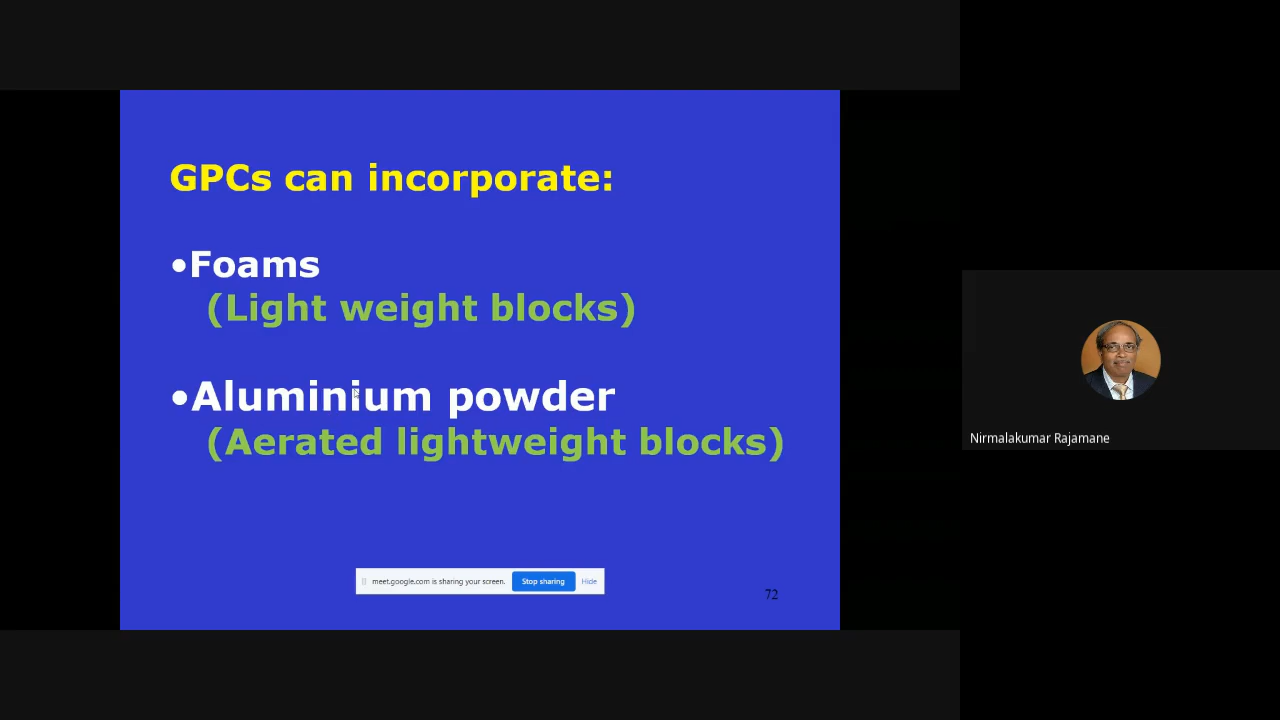 GPCs can incorporate:
•Foams
(Light weight blocks)
•Aluminium powder
(Aerated lightweight blocks)
meet.google.com is sharing your screen. Stop sharing Hide
72
Nirmalakumar Rajamane